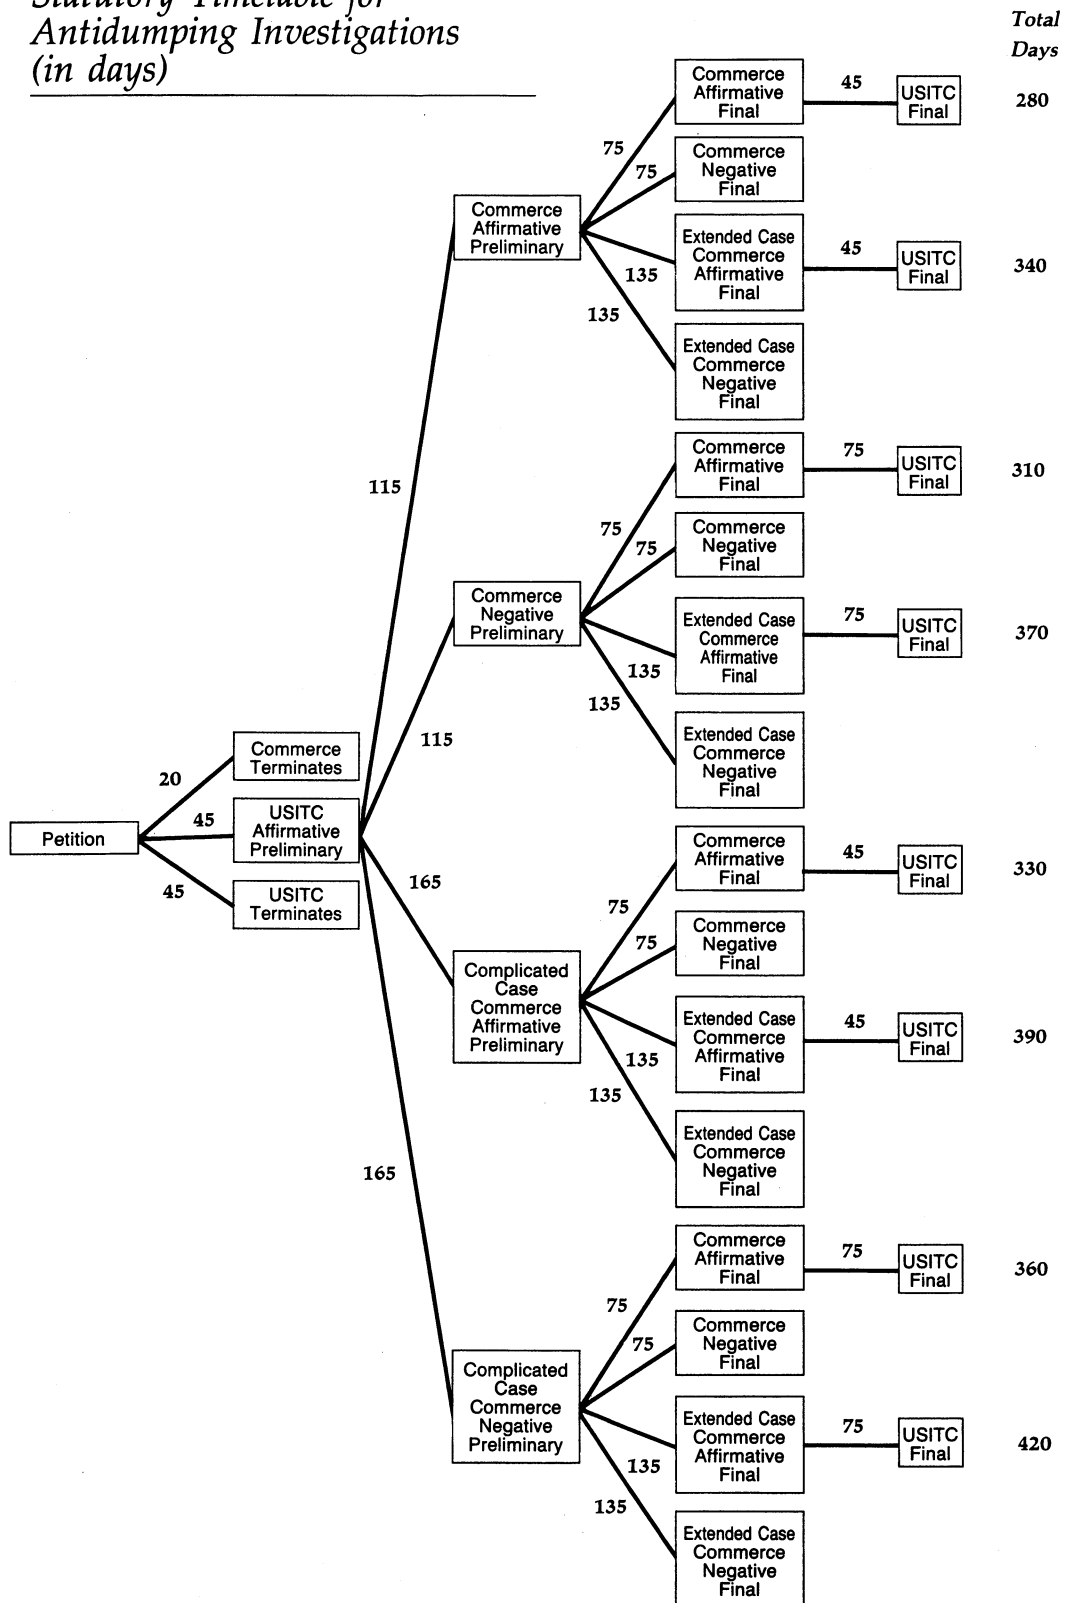 Statutory Timetable for
Antidumping Investigations
(in days)
Total
Days
Petition
20
45
45
Commerce
Terminates
USITC
Affirmative
Preliminary
USITC
Terminates
115
115
165
165
Commerce
Affirmative
Preliminary
75
75
135
135
Commerce
Affirmative
Final
45
USITC
Final
280
Commerce
Negative
Final
Extended Case
Commerce
Affirmative
Final
45
USITC
Final
340
Extended Case
Commerce
Negative
Final
Commerce
Negative
Preliminary
75
75
135
135
Commerce
Affirmative
Final
75
USITC
Final
310
Commerce
Negative
Final
Extended Case
Commerce
Affirmative
Final
75
USITC
Final
370
Extended Case
Commerce
Negative
Final
Complicated
Case
Commerce
Affirmative
Preliminary
75
75
135
135
Commerce
Affirmative
Final
45
USITC
Final
330
Commerce
Negative
Final
Extended Case
Commerce
Affirmative
Final
45
USITC
Final
390
Extended Case
Commerce
Negative
Final
Complicated
Case
Commerce
Negative
Preliminary
75
75
135
135
Commerce
Affirmative
Final
75
USITC
Final
360
Commerce
Negative
Final
Extended Case
Commerce
Affirmative
Final
75
USITC
Final
420
Extended Case
Commerce
Negative
Final